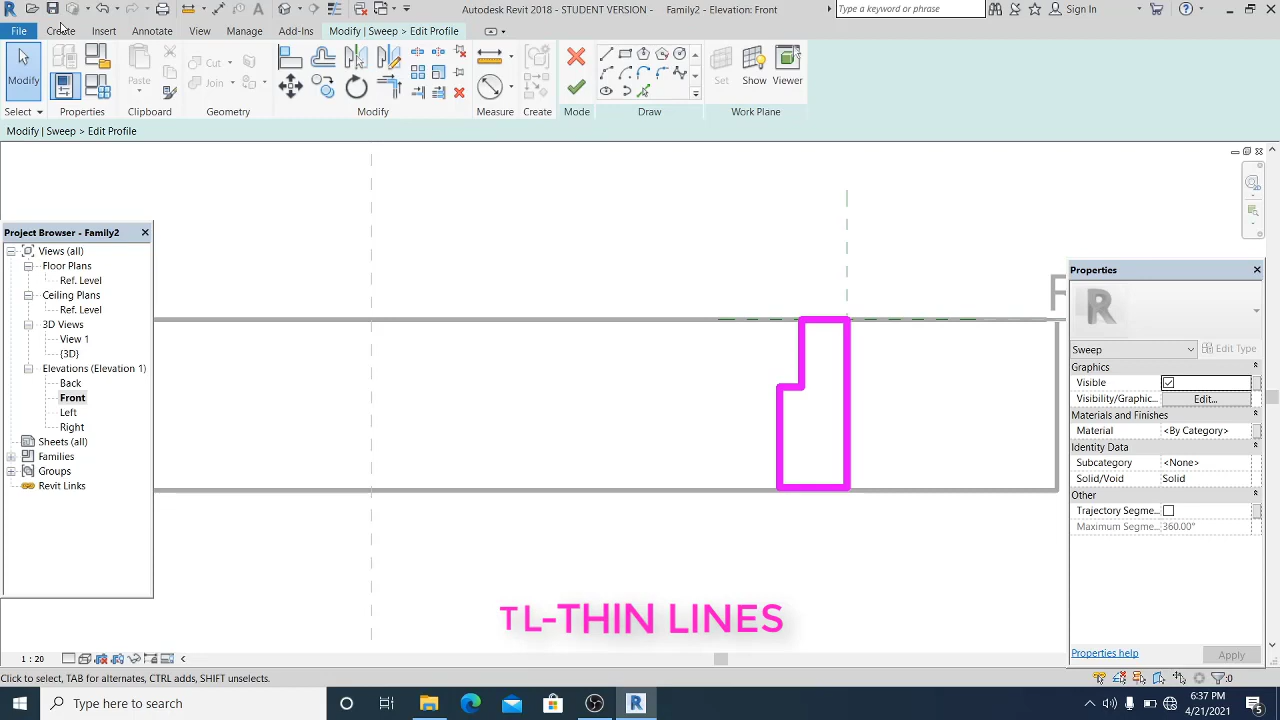 Autodesk Revit 2018 - STUDENT VERSION - Family2 - Elevation: Front
Type a keyword or phrase
Sign In
File
Create
Insert
Annotate
View
Manage
Add-Ins
Modify | Sweep > Edit Profile
Modify
Paste
Cut
Join
Set
Show
Viewer
Select
Properties
Clipboard
Geometry
Modify
Measure
Create
Mode
Draw
Work Plane
Modify | Sweep > Edit Profile
Project Browser - Family2
Views (all)
Floor Plans
Ref. Level
Ceiling Plans
Ref. Level
3D Views
View 1
{3D}
Elevations (Elevation 1)
Back
Front
Left
Right
Sheets (all)
Families
Groups
Revit Links
Properties
R
Sweep
Edit Type
Graphics
Visible
Visibility/Graphic... Edit...
Materials and Finishes
Material <By Category>
Identity Data
Subcategory <None>
Solid/Void Solid
Other
Trajectory Segme...
Maximum Segme... 360.00°
Properties help
Apply
TL-THIN LINES
1 : 20
Click to select, TAB for alternates, CTRL adds, SHIFT unselects.
:0
Type here to search
6:37 PM
4/21/2021